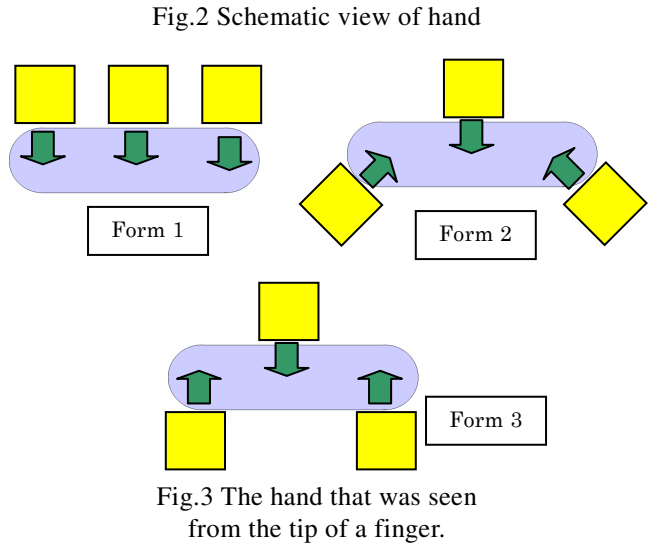 Fig.2 Schematic view of hand
Form 1
Form 2
Form 3
Fig.3 The hand that was seen
from the tip of a finger.